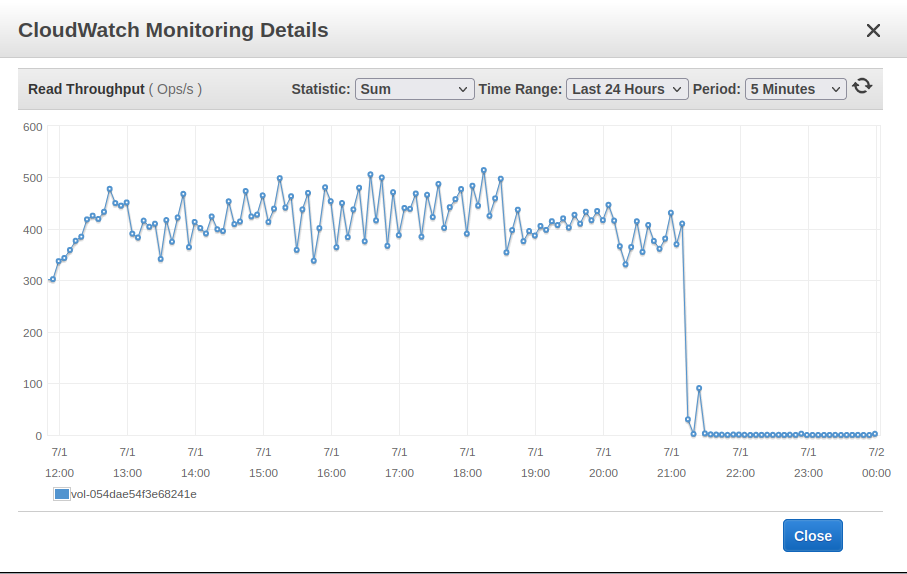 CloudWatch Monitoring Details
Read Throughput ( Ops/s ) Statistic: Sum Time Range: Last 24 Hours Period: 5 Minutes
600
500
400
300
200
100
0
7/1 7/1 7/1 7/1 7/1 7/1 7/1 7/1 7/1 7/1 7/1 7/1 7/2
12:00 13:00 14:00 15:00 16:00 17:00 18:00 19:00 20:00 21:00 22:00 23:00 00:00
vol-054dae54f3e68241e
Close